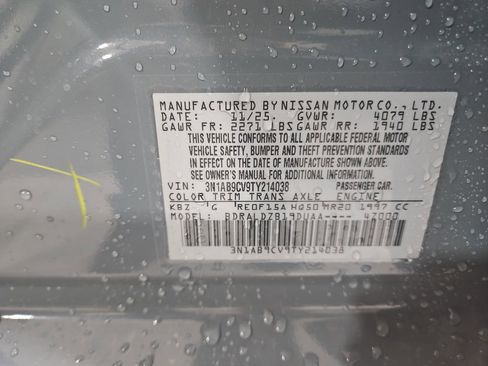 MANUFACTURED BY NISSAN MOTOR CO., LTD.
DATE: 11/25. GVWR: 4079 LBS
GAWR FR: 2271 LBS GAWR RR: 1940 LBS
THIS VEHICLE CONFORMS TO ALL APPLICABLE FEDERAL MOTOR
VEHICLE SAFETY, BUMPER AND THEFT PREVENTION STANDARDS
IN EFFECT ON THE DATE OF MANUFACTURE SHOWN ABOVE.
SEE OWNER'S MANUAL FOR ADDITIONAL INFORMATION.
VIN: 3N1AB9CV9TY214038 PASSENGER CAR.
COLOR TRIM TRANS AXLE ENGINE
KBZ G RE0F15A HQ50 MR20 1997 CC
MODEL: BDRALDZB19DUAA---- 4Z000
3N1AB9CV9TY214038